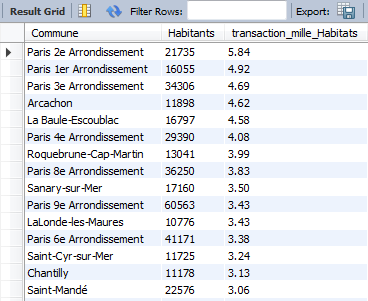 Result Grid Filter Rows: Export:
Commune Habitants transaction_mille_Habitats
Paris 2e Arrondissement 21735 5.84
Paris 1er Arrondissement 16055 4.92
Paris 3e Arrondissement 34306 4.69
Arcachon 11898 4.62
La Baule-Escoublac 16797 4.58
Paris 4e Arrondissement 29390 4.08
Roquebrune-Cap-Martin 13041 3.99
Paris 8e Arrondissement 36250 3.83
Sanary-sur-Mer 17160 3.50
Paris 9e Arrondissement 60563 3.43
LaLonde-les-Maures 10776 3.43
Paris 6e Arrondissement 41171 3.38
Saint-Cyr-sur-Mer 11725 3.24
Chantilly 11178 3.13
Saint-Mandé 22576 3.06